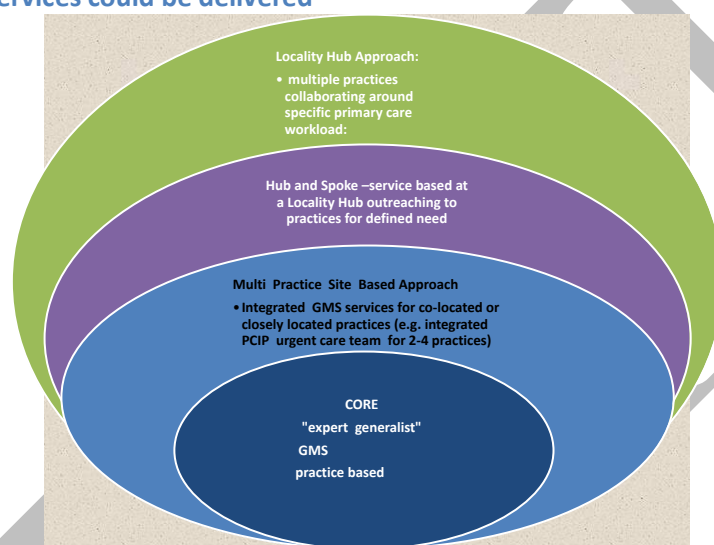 services could be delivered
Locality Hub Approach:
• multiple practices
collaborating around
specific primary care
workload:
Hub and Spoke –service based at
a Locality Hub outreaching to
practices for defined need
Multi Practice Site Based Approach
•Integrated GMS services for co-located or
closely located practices (e.g. integrated
PCIP urgent care team for 2-4 practices)
CORE
"expert generalist"
GMS
practice based